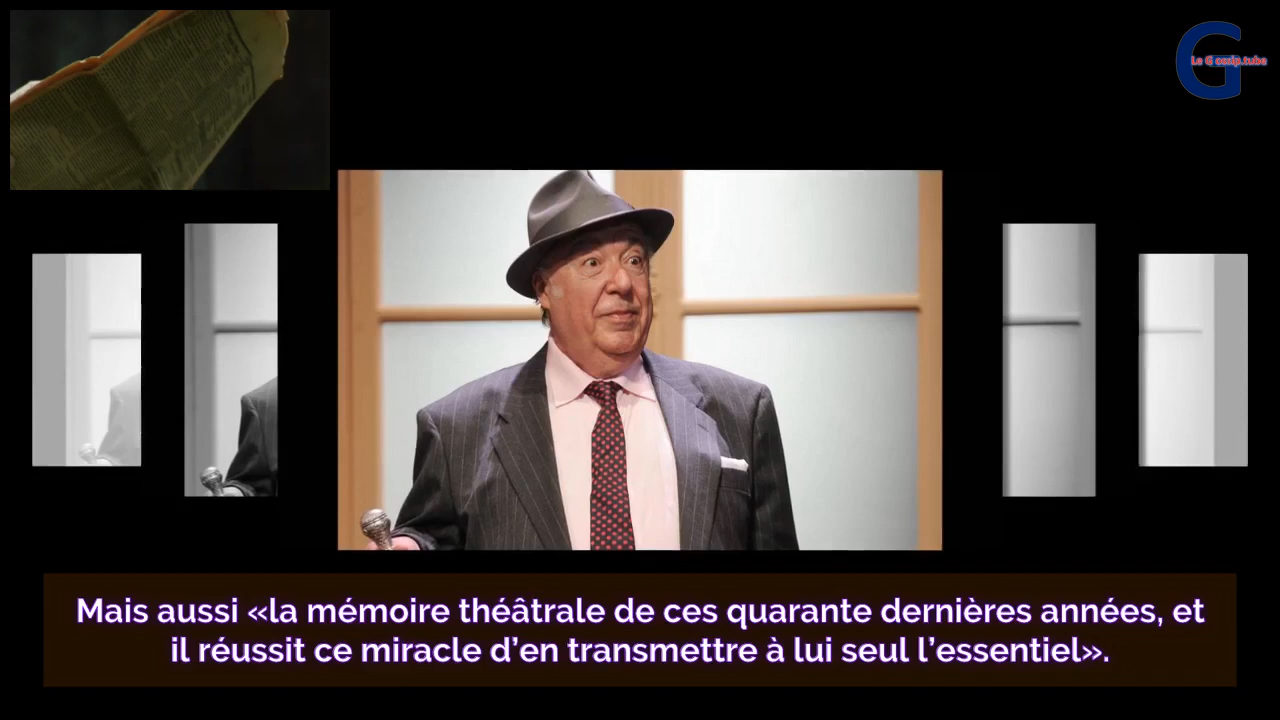 G
Le G ossip.tube
Mais aussi «la mémoire théâtrale de ces quarante dernières années, et
il réussit ce miracle d’en transmettre à lui seul l’essentiel».